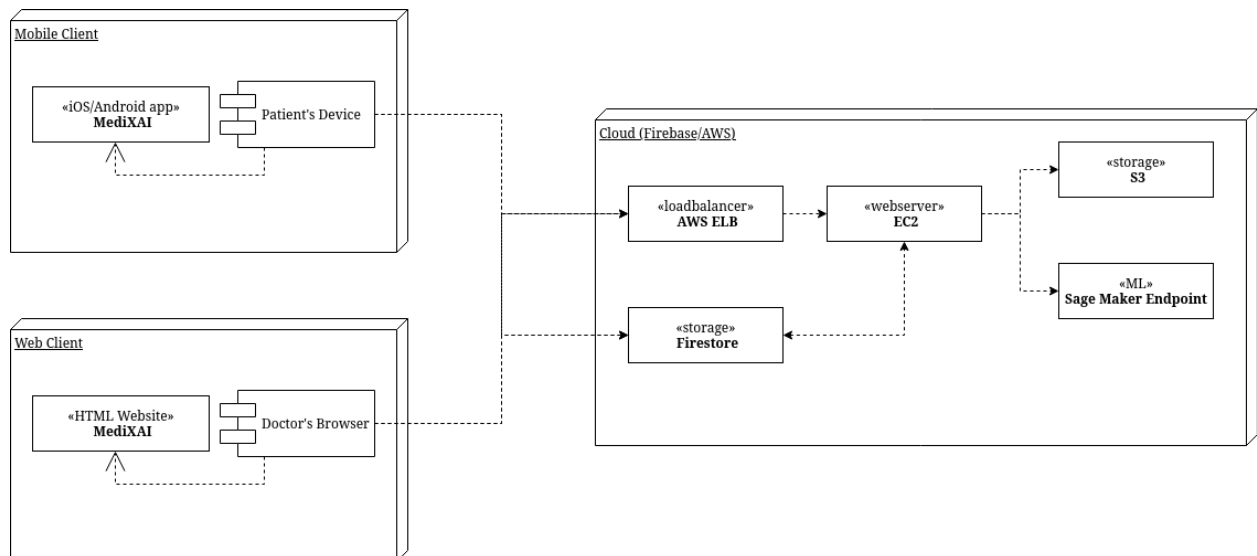 Mobile Client
«iOS/Android app»
MediXAI
Patient's Device
Cloud (Firebase/AWS)
«loadbalancer»
AWS ELB
«webserver»
EC2
«storage»
S3
«ML»
Sage Maker Endpoint
«storage»
Firestore
Web Client
«HTML Website»
MediXAI
Doctor's Browser